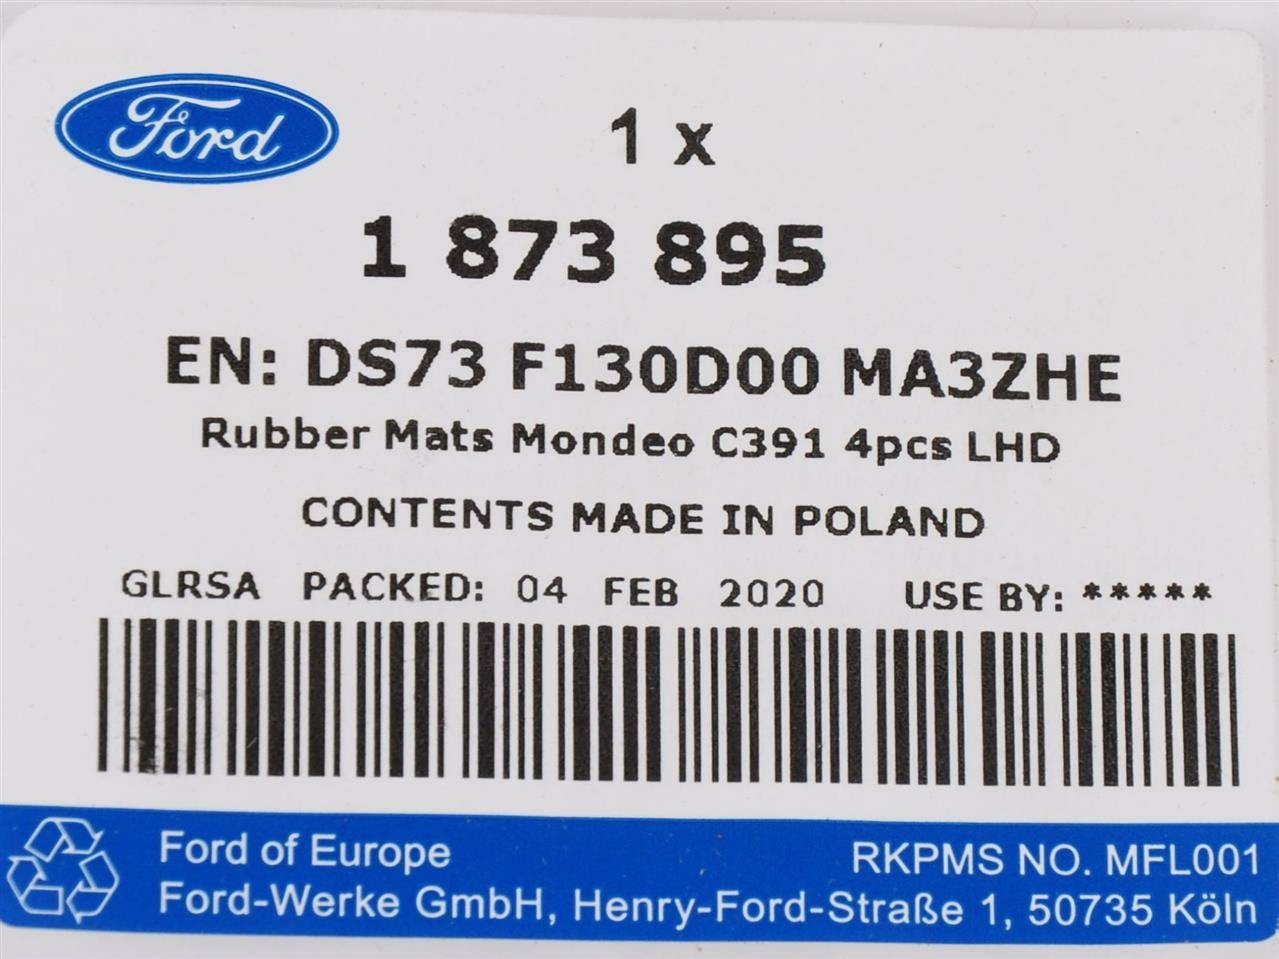 Ford
1 x
1 873 895
EN: DS73 F130D00 MA3ZHE
Rubber Mats Mondeo C391 4pcs LHD
CONTENTS MADE IN POLAND
GLRSA PACKED: 04 FEB 2020 USE BY: *****
Ford of Europe RKPMS NO. MFL001
Ford-Werke GmbH, Henry-Ford-Straße 1, 50735 Köln